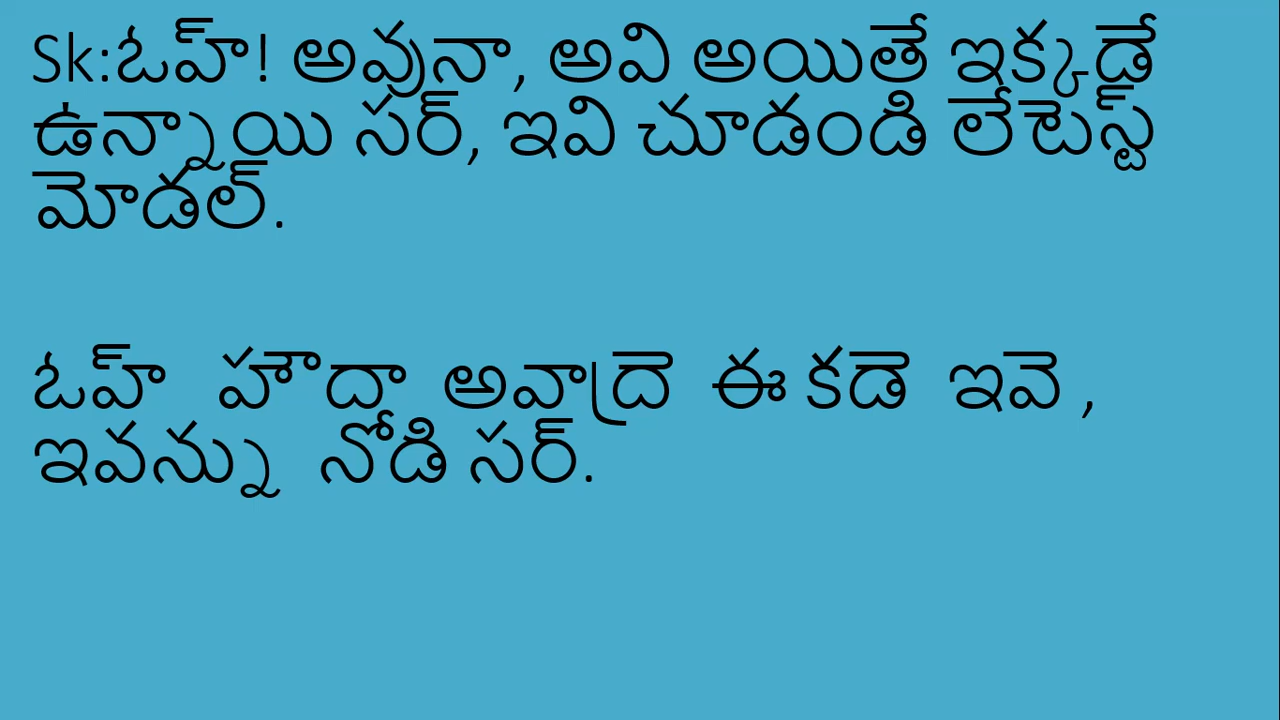 Sk:ఓహ్! అవునా, అవి అయితే ఇక్కడే
ఉన్నాయి సర్, ఇవి చూడండి లేటెస్ట్
మోడల్.
ఓహ్ హౌదా అవాద్రె ఈ కడె ఇవె ,
ఇవన్ను నోడి సర్.